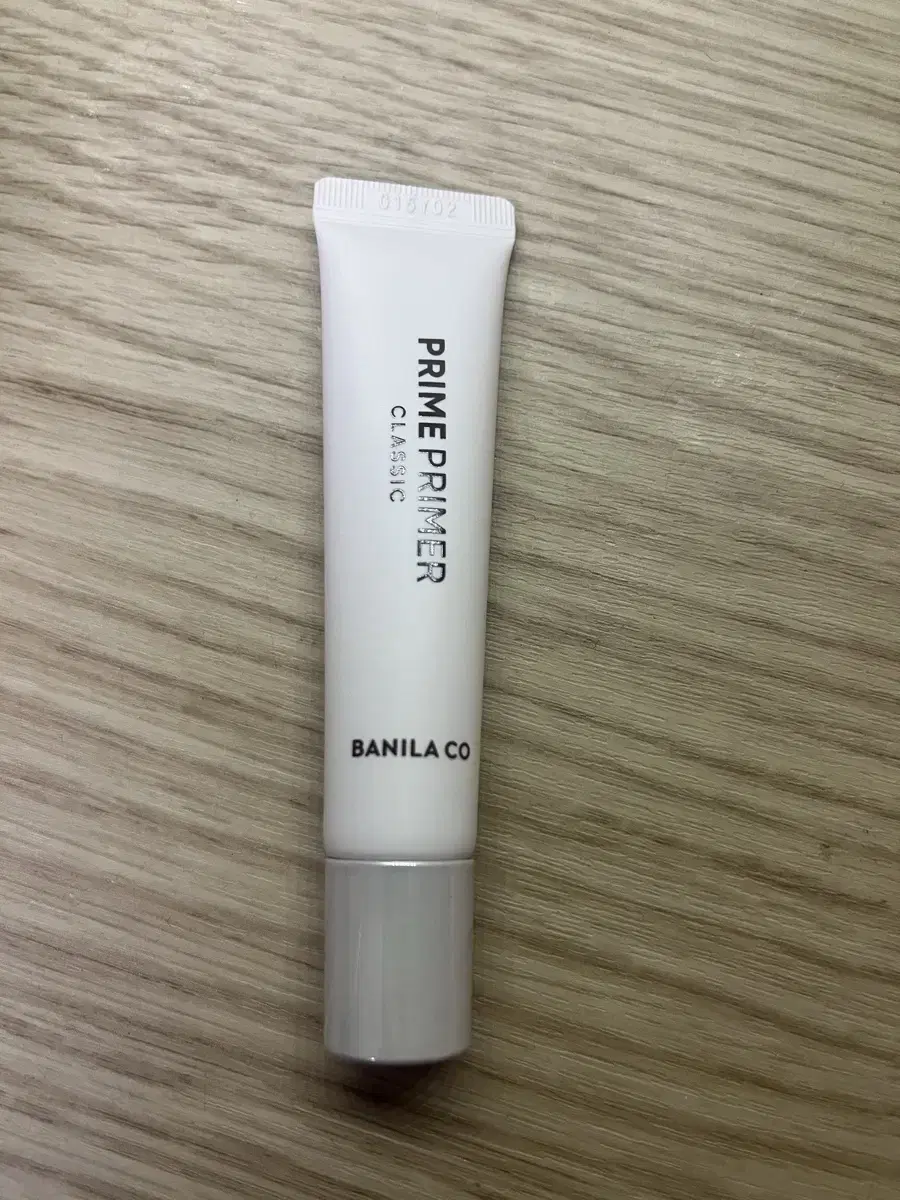 015Y02
PRIME PRIMER
CLASSIC
BANILA CO